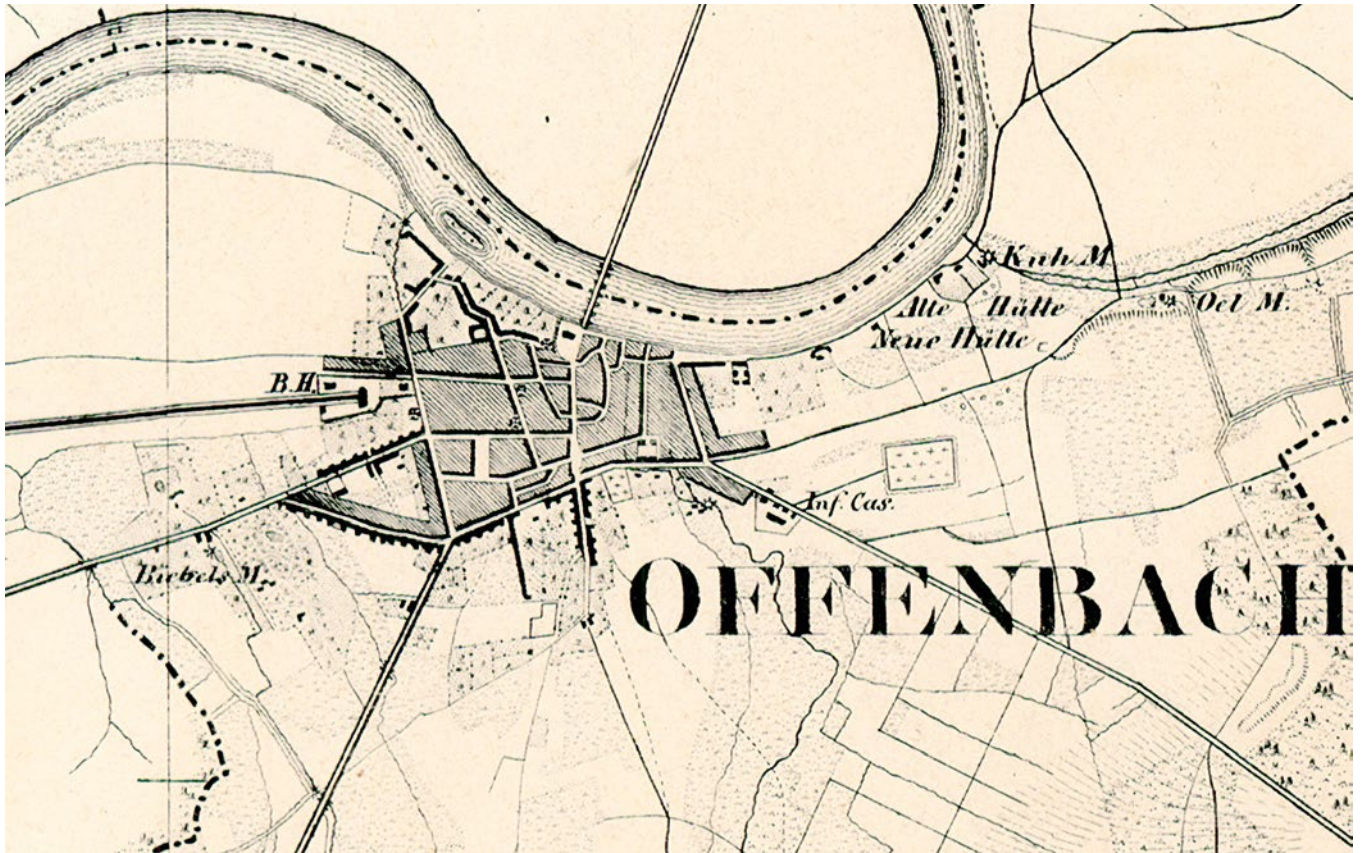 Kuh M
Alte Hütte
Oel M.
Neue Hütte
B.H.
Inf. Cas.
Biebels M.
OFFENBACH